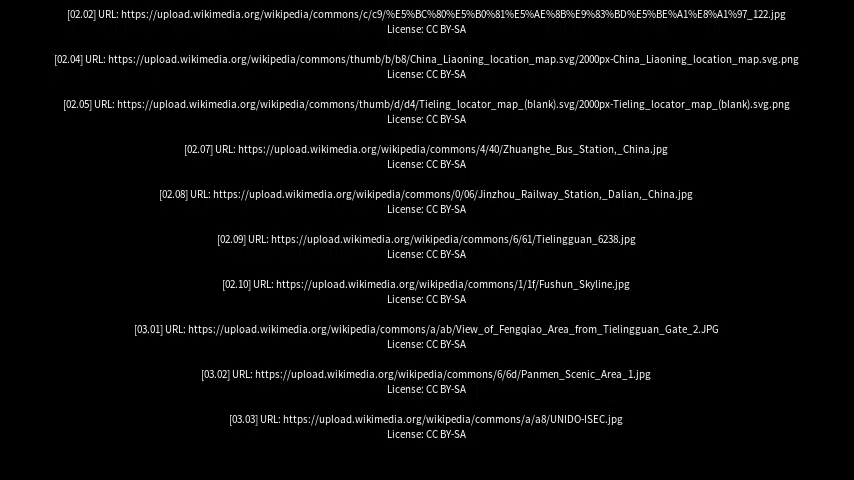 [02.02] URL: https://upload.wikimedia.org/wikipedia/commons/c/c9/%E5%BC%80%E5%B0%81%E5%AE%8B%E9%83%BD%E5%BE%A1%E8%A1%97_122.jpg
License: CC BY-SA
[02.04] URL: https://upload.wikimedia.org/wikipedia/commons/thumb/b/b8/China_Liaoning_location_map.svg/2000px-China_Liaoning_location_map.svg.png
License: CC BY-SA
[02.05] URL: https://upload.wikimedia.org/wikipedia/commons/thumb/d/d4/Tieling_locator_map_(blank).svg/2000px-Tieling_locator_map_(blank).svg.png
License: CC BY-SA
[02.07] URL: https://upload.wikimedia.org/wikipedia/commons/4/40/Zhuanghe_Bus_Station,_China.jpg
License: CC BY-SA
[02.08] URL: https://upload.wikimedia.org/wikipedia/commons/0/06/Jinzhou_Railway_Station,_Dalian,_China.jpg
License: CC BY-SA
[02.09] URL: https://upload.wikimedia.org/wikipedia/commons/6/61/Tielingguan_6238.jpg
License: CC BY-SA
[02.10] URL: https://upload.wikimedia.org/wikipedia/commons/1/1f/Fushun_Skyline.jpg
License: CC BY-SA
[03.01] URL: https://upload.wikimedia.org/wikipedia/commons/a/ab/View_of_Fengqiao_Area_from_Tielingguan_Gate_2.JPG
License: CC BY-SA
[03.02] URL: https://upload.wikimedia.org/wikipedia/commons/6/6d/Panmen_Scenic_Area_1.jpg
License: CC BY-SA
[03.03] URL: https://upload.wikimedia.org/wikipedia/commons/a/a8/UNIDO-ISEC.jpg
License: CC BY-SA